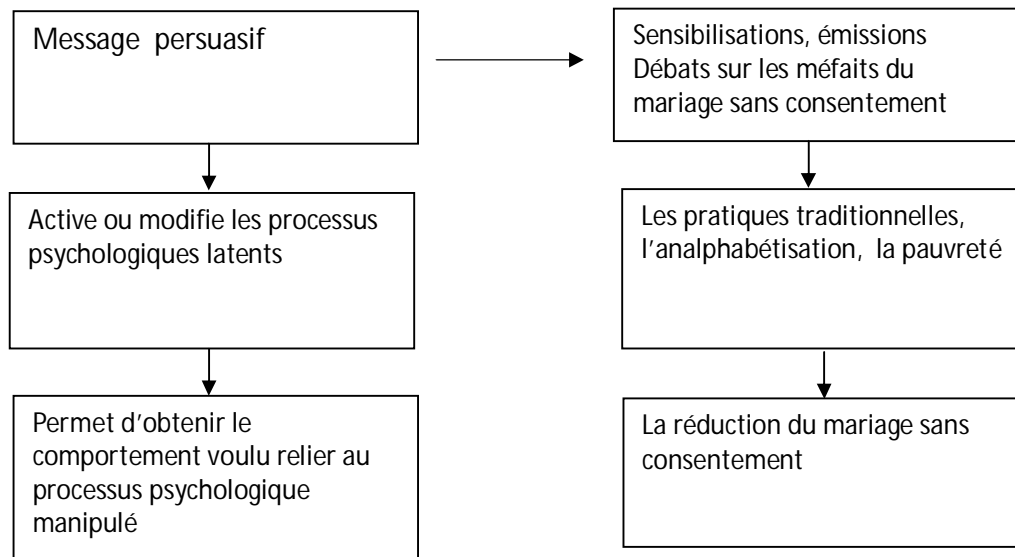 Message persuasif
Sensibilisations, émissions
Débats sur les méfaits du
mariage sans consentement
Active ou modifie les processus
psychologiques latents
Les pratiques traditionnelles,
l'analphabétisation, la pauvreté
Permet d'obtenir le
comportement voulu relier au
processus psychologique
manipulé
La réduction du mariage sans
consentement